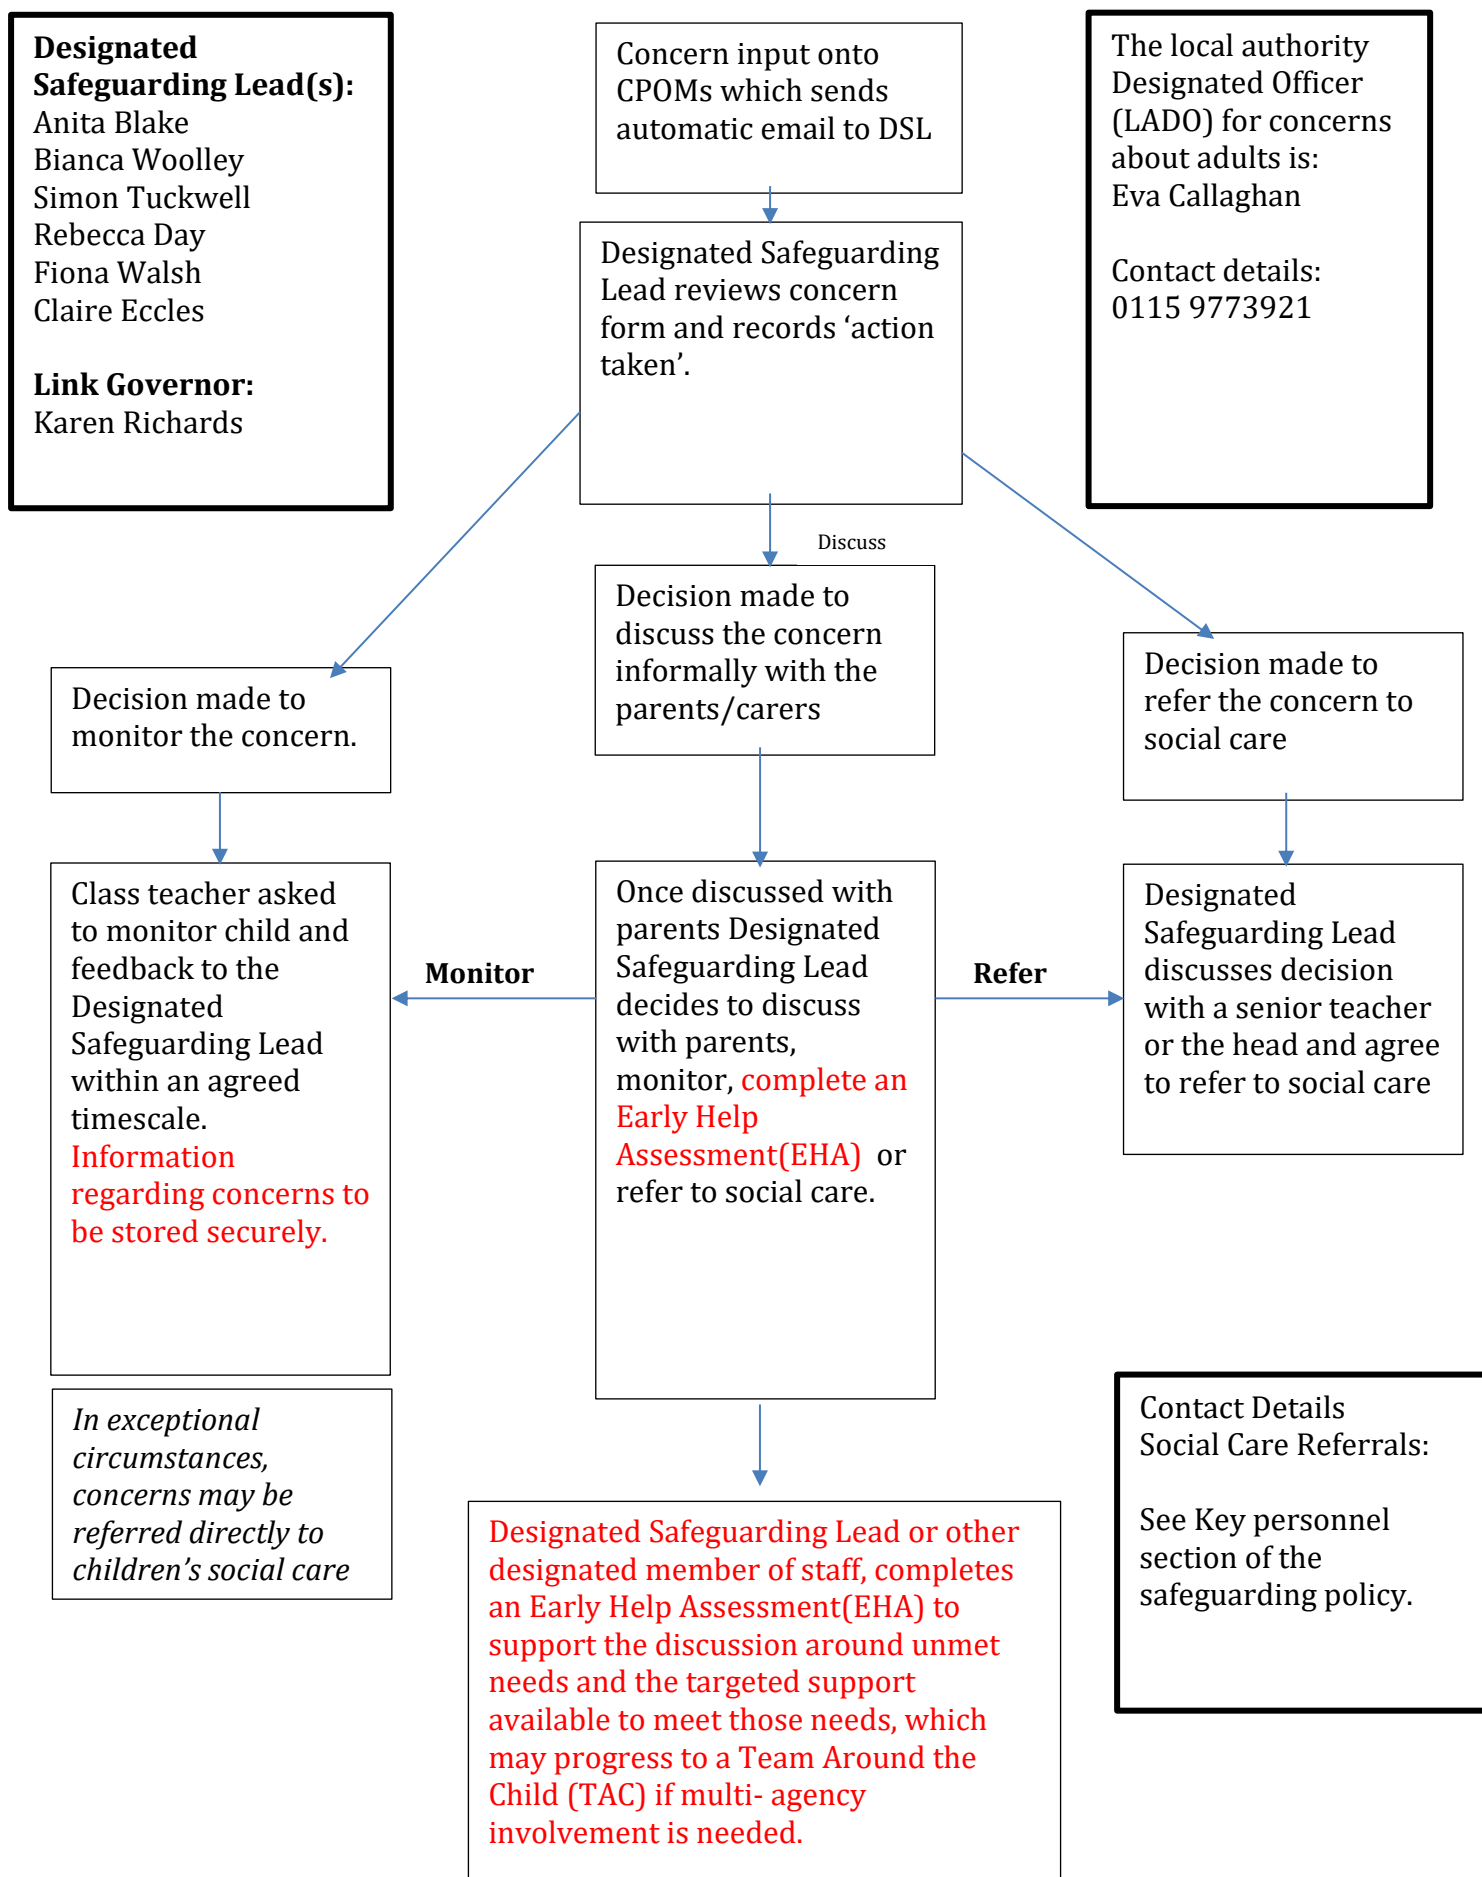 Designated
Safeguarding Lead(s):
Anita Blake
Bianca Woolley
Simon Tuckwell
Rebecca Day
Fiona Walsh
Claire Eccles
Link Governor:
Karen Richards
Concern input onto
CPOMs which sends
automatic email to DSL
The local authority
Designated Officer
(LADO) for concerns
about adults is:
Eva Callaghan
Contact details:
0115 9773921
Designated Safeguarding
Lead reviews concern
form and records ‘action
taken’.
Discuss
Decision made to
monitor the concern.
Decision made to
discuss the concern
informally with the
parents/carers
Decision made to
refer the concern to
social care
Class teacher asked
to monitor child and
feedback to the
Designated
Safeguarding Lead
within an agreed
timescale.
Information
regarding concerns to
be stored securely.
Monitor
Once discussed with
parents Designated
Safeguarding Lead
decides to discuss
with parents,
monitor, complete an
Early Help
Assessment(EHA)  or
refer to social care.
Refer
Designated
Safeguarding Lead
discusses decision
with a senior teacher
or the head and agree
to refer to social care
In exceptional
circumstances,
concerns may be
referred directly to
children’s social care
Contact Details
Social Care Referrals:
See Key personnel
section of the
safeguarding policy.
Designated Safeguarding Lead or other
designated member of staff, completes
an Early Help Assessment(EHA) to
support the discussion around unmet
needs and the targeted support
available to meet those needs, which
may progress to a Team Around the
Child (TAC) if multi- agency
involvement is needed.